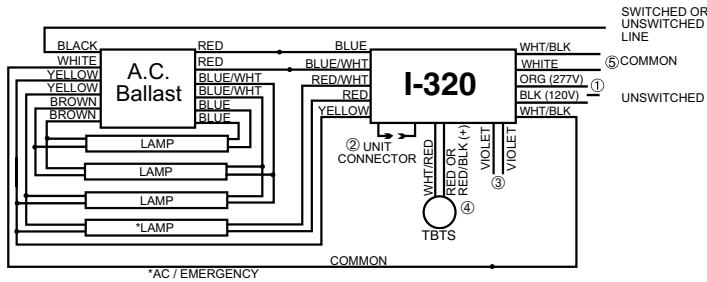 SWITCHED OR
UNSWITCHED
LINE
BLACK
WHITE
YELLOW
YELLOW
BROWN
BROWN
A.C.
Ballast
RED
RED
BLUE/WHT
BLUE/WHT
BLUE
BLUE
BLUE
BLUE/WHT
RED/WHT
RED
YELLOW
I-320
WHT/BLK
WHITE
⑤COMMON
ORG (277V)
①
BLK (120V)
UNSWITCHED
WHT/BLK
② UNIT
CONNECTOR
WHT/RED
RED OR
RED/BLK (+)
VIOLET
VIOLET
③
④
TBTS
LAMP
LAMP
LAMP
*LAMP
COMMON
*AC / EMERGENCY